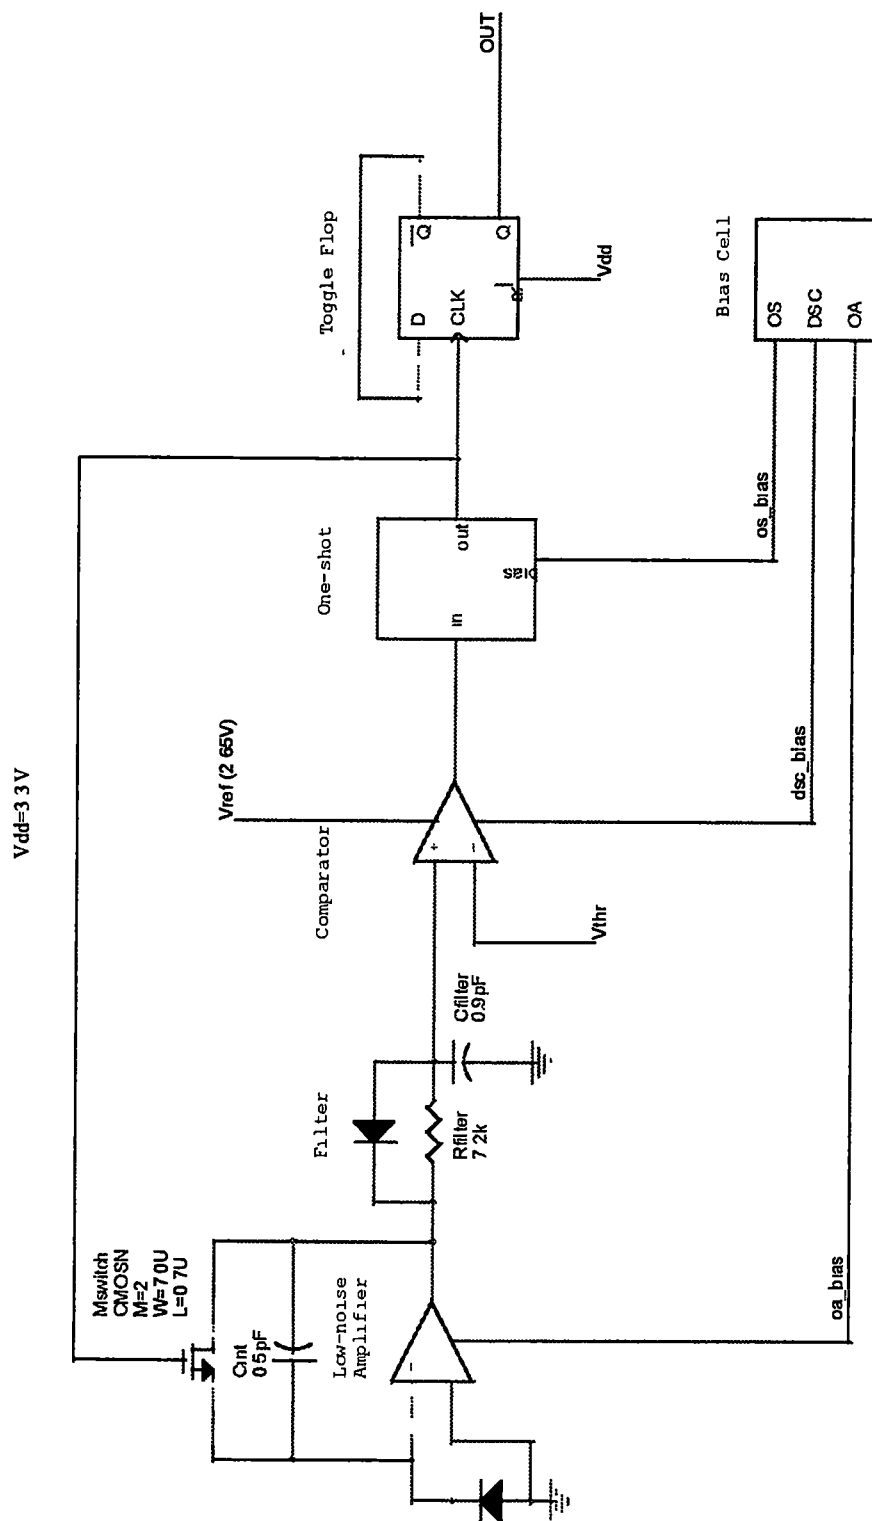 Vdd=3 3 V
Mswitch
CMOSN
M=2
W=7 0U
L=0 7U
Cint
0 5 pF
Low-noise
Amplifier
-
oa_bias
Filter
Rfilter
7 2k
Cfilter
0.9pF
Comparator
Vref (2 65V)
+
-
Vthr
dsc_bias
One-shot
in
out
bias
os_bias
Toggle Flop
D
Q
CLK
Q
R
Vdd
OUT
Bias Cell
OS
DSC
OA